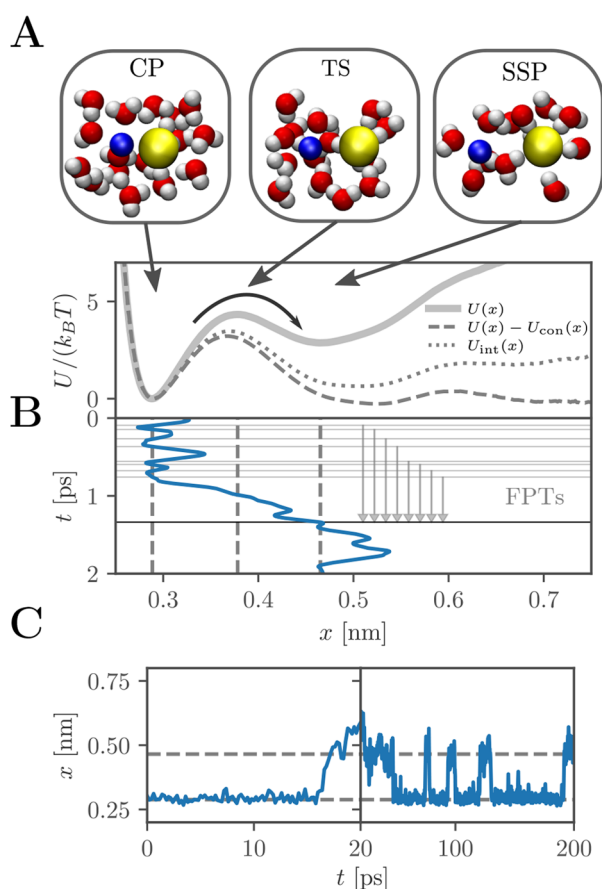 A
CP
TS
SSP
U/(k_BT)
5
0
U(x)
U(x) − U_con(x)
U_int(x)
B
t [ps]
0
1
2
FPTs
0.3
0.4
0.5
0.6
0.7
x [nm]
C
x [nm]
0.75
0.50
0.25
0
10
20
100
200
t [ps]